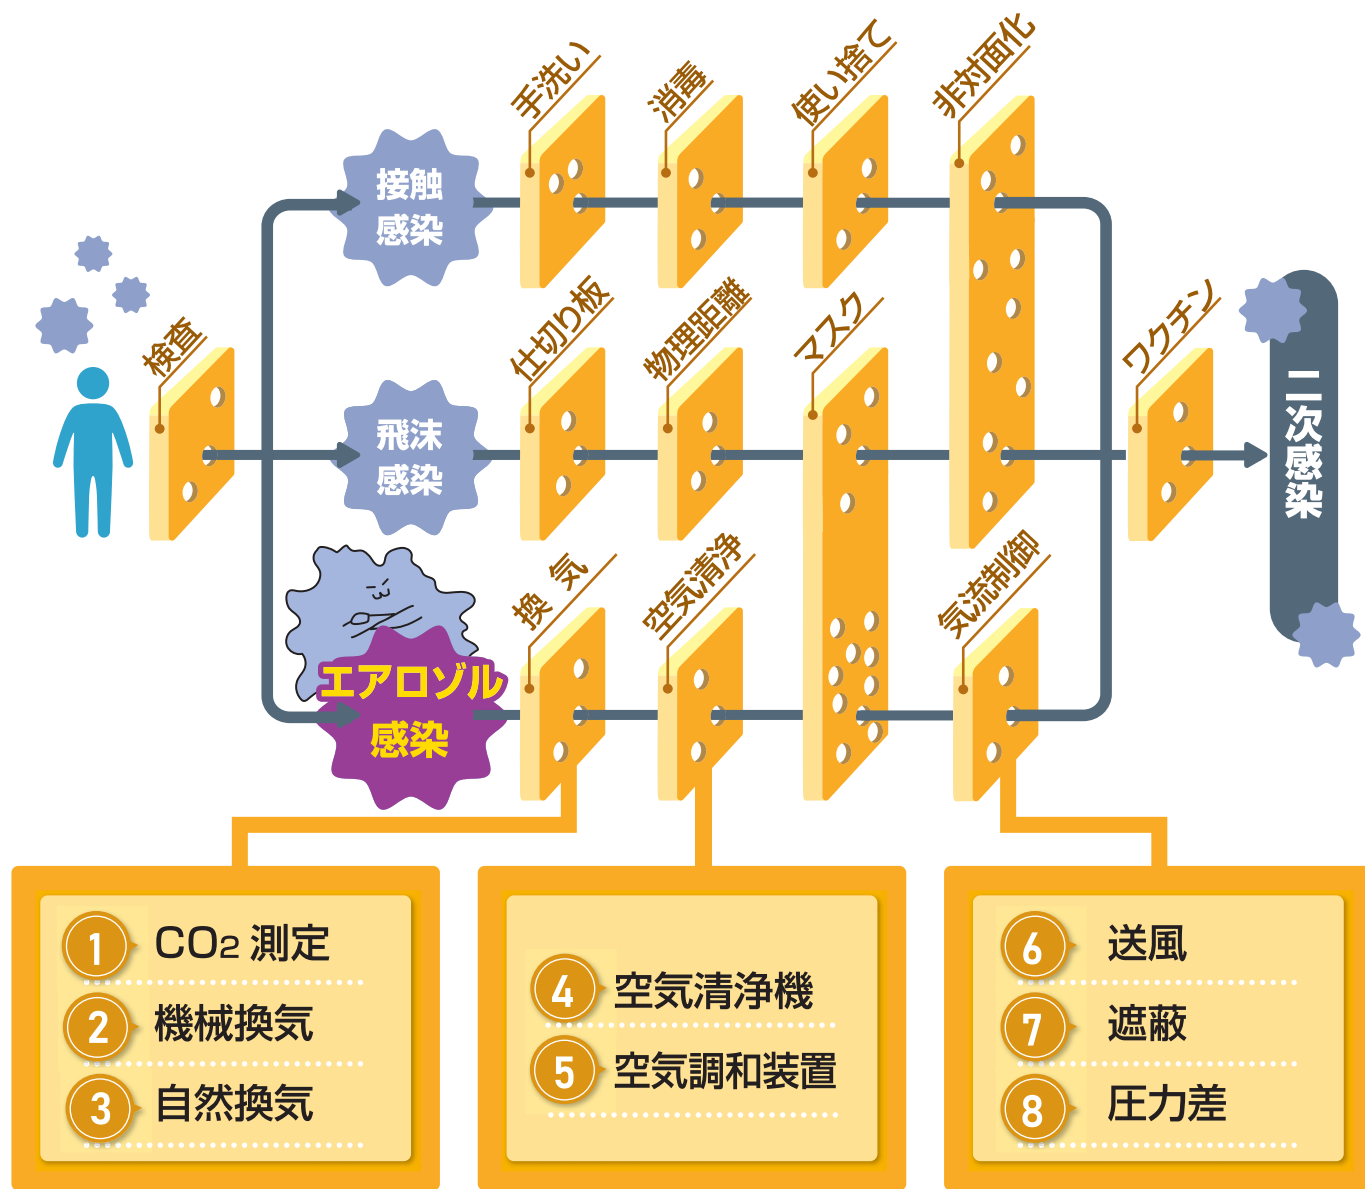 手洗い
消毒
使い捨て
非対面化
接触
感染
検査
仕切り板
物理距離
マスク
ワクチン
飛沫
感染
二次感染
換気
空気清浄
気流制御
エアロゾル
感染
1 CO2 測定
2 機械換気
3 自然換気
4 空気清浄機
5 空気調和装置
6 送風
7 遮蔽
8 圧力差